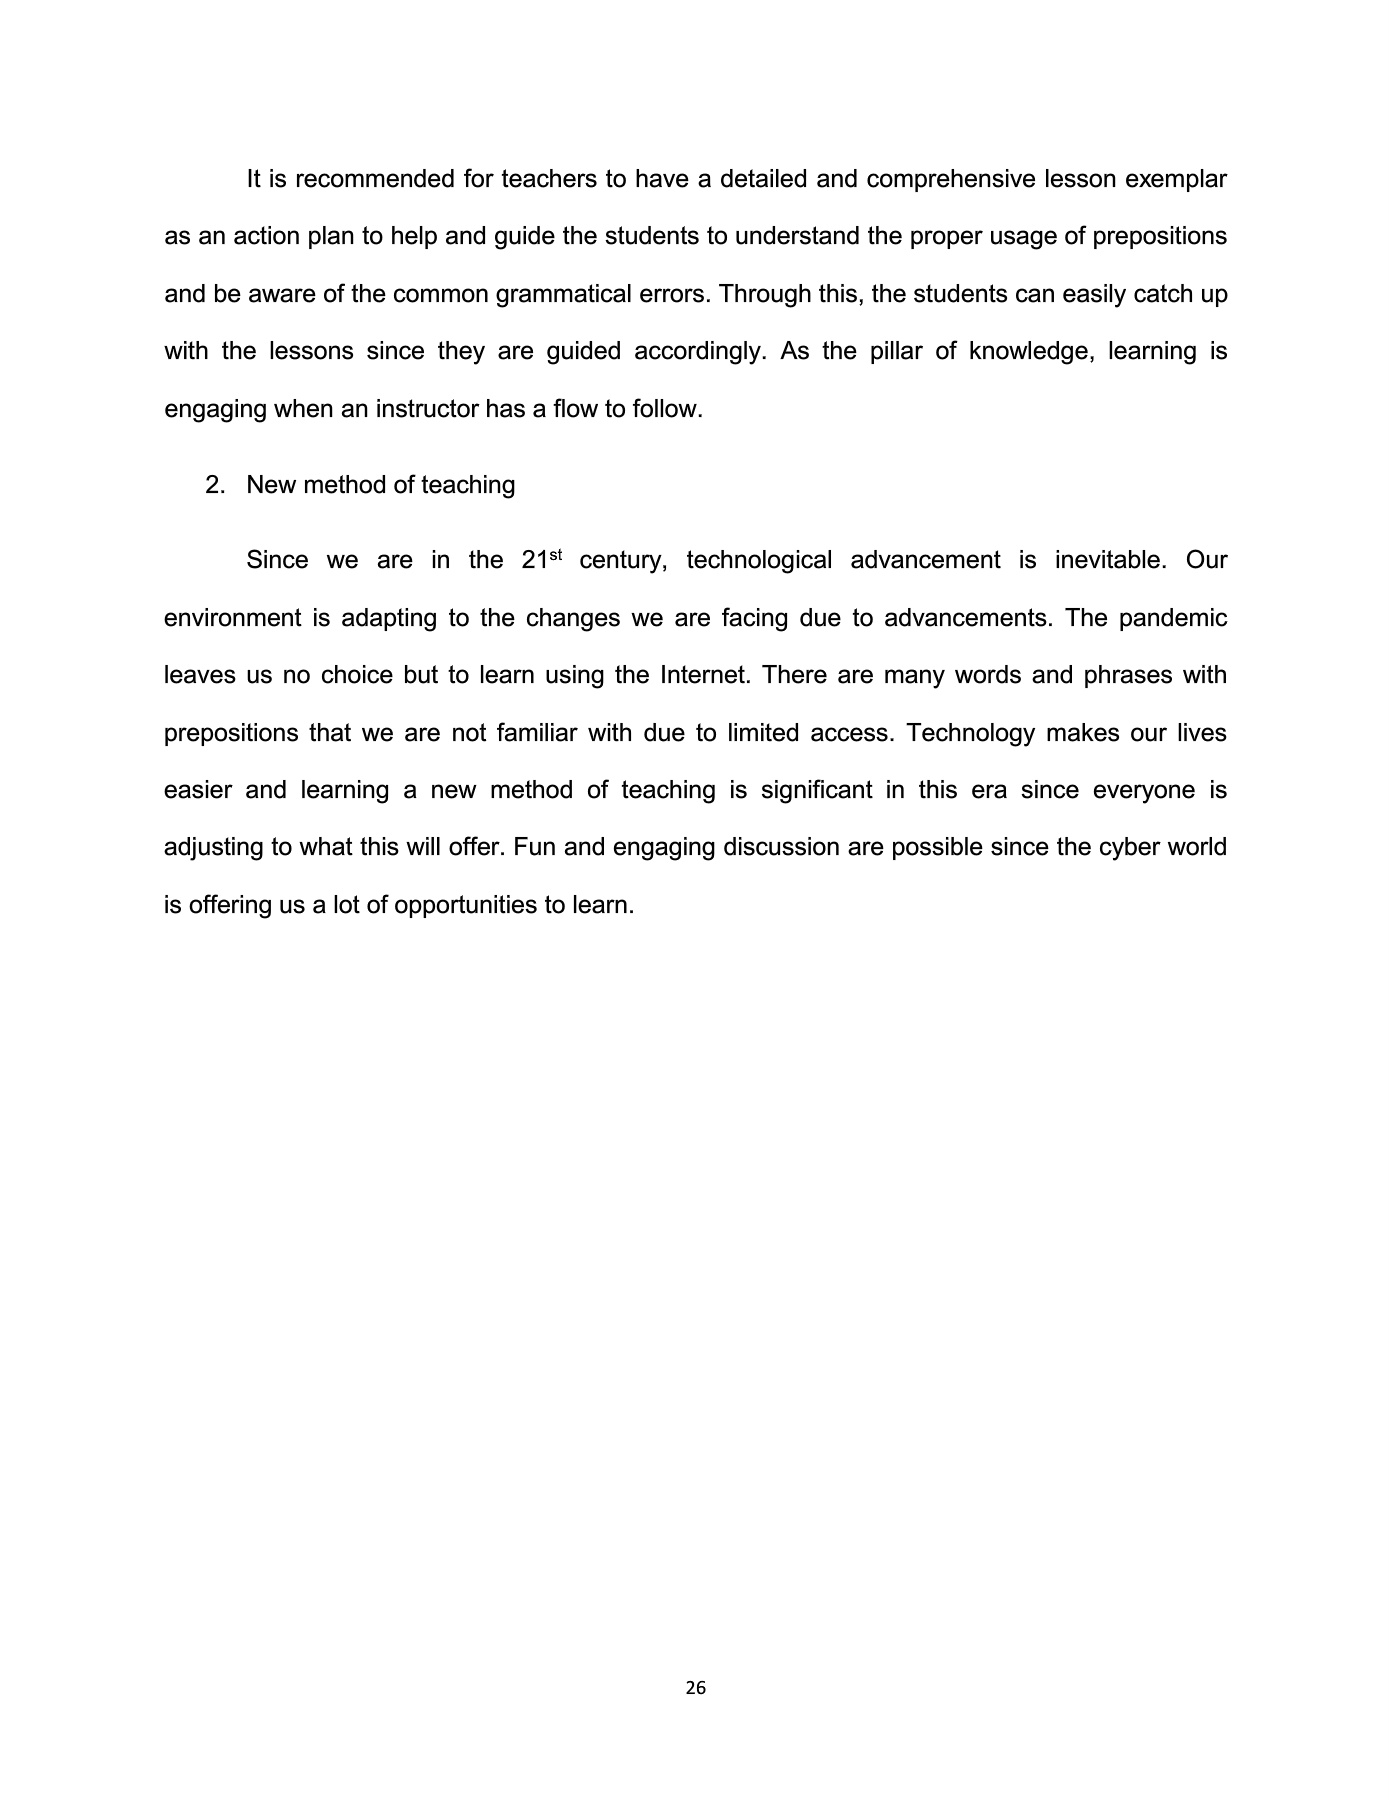 It is recommended for teachers to have a detailed and comprehensive lesson exemplar
as an action plan to help and guide the students to understand the proper usage of prepositions
and be aware of the common grammatical errors. Through this, the students can easily catch up
with the lessons since they are guided accordingly. As the pillar of knowledge, learning is
engaging when an instructor has a flow to follow.
2. New method of teaching
Since we are in the 21st century, technological advancement is inevitable. Our
environment is adapting to the changes we are facing due to advancements. The pandemic
leaves us no choice but to learn using the Internet. There are many words and phrases with
prepositions that we are not familiar with due to limited access. Technology makes our lives
easier and learning a new method of teaching is significant in this era since everyone is
adjusting to what this will offer. Fun and engaging discussion are possible since the cyber world
is offering us a lot of opportunities to learn.
26